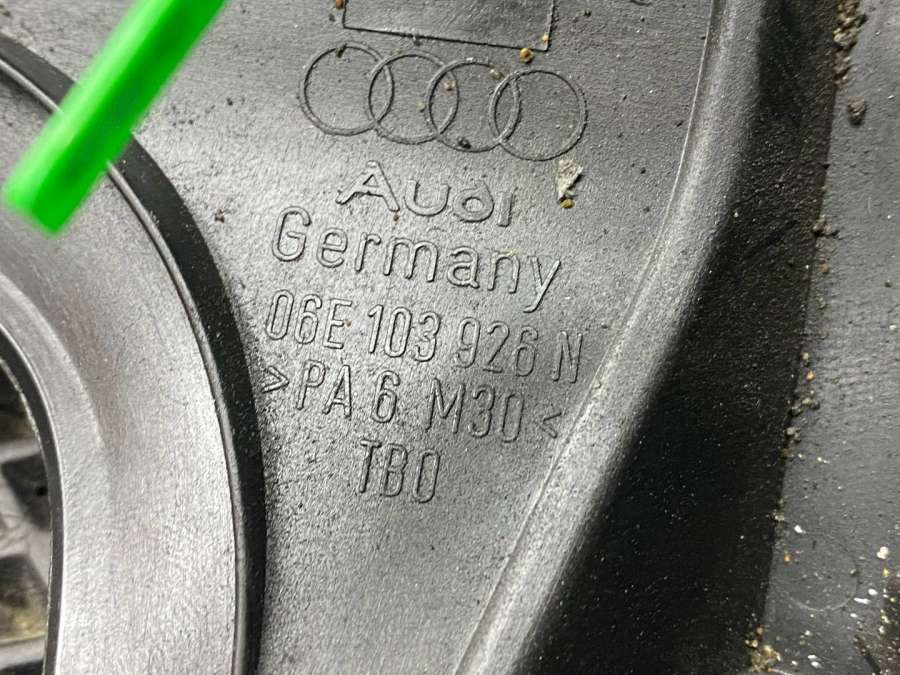 Audi
Germany
06E 103 926 N
>PA 6 M30<
TBO